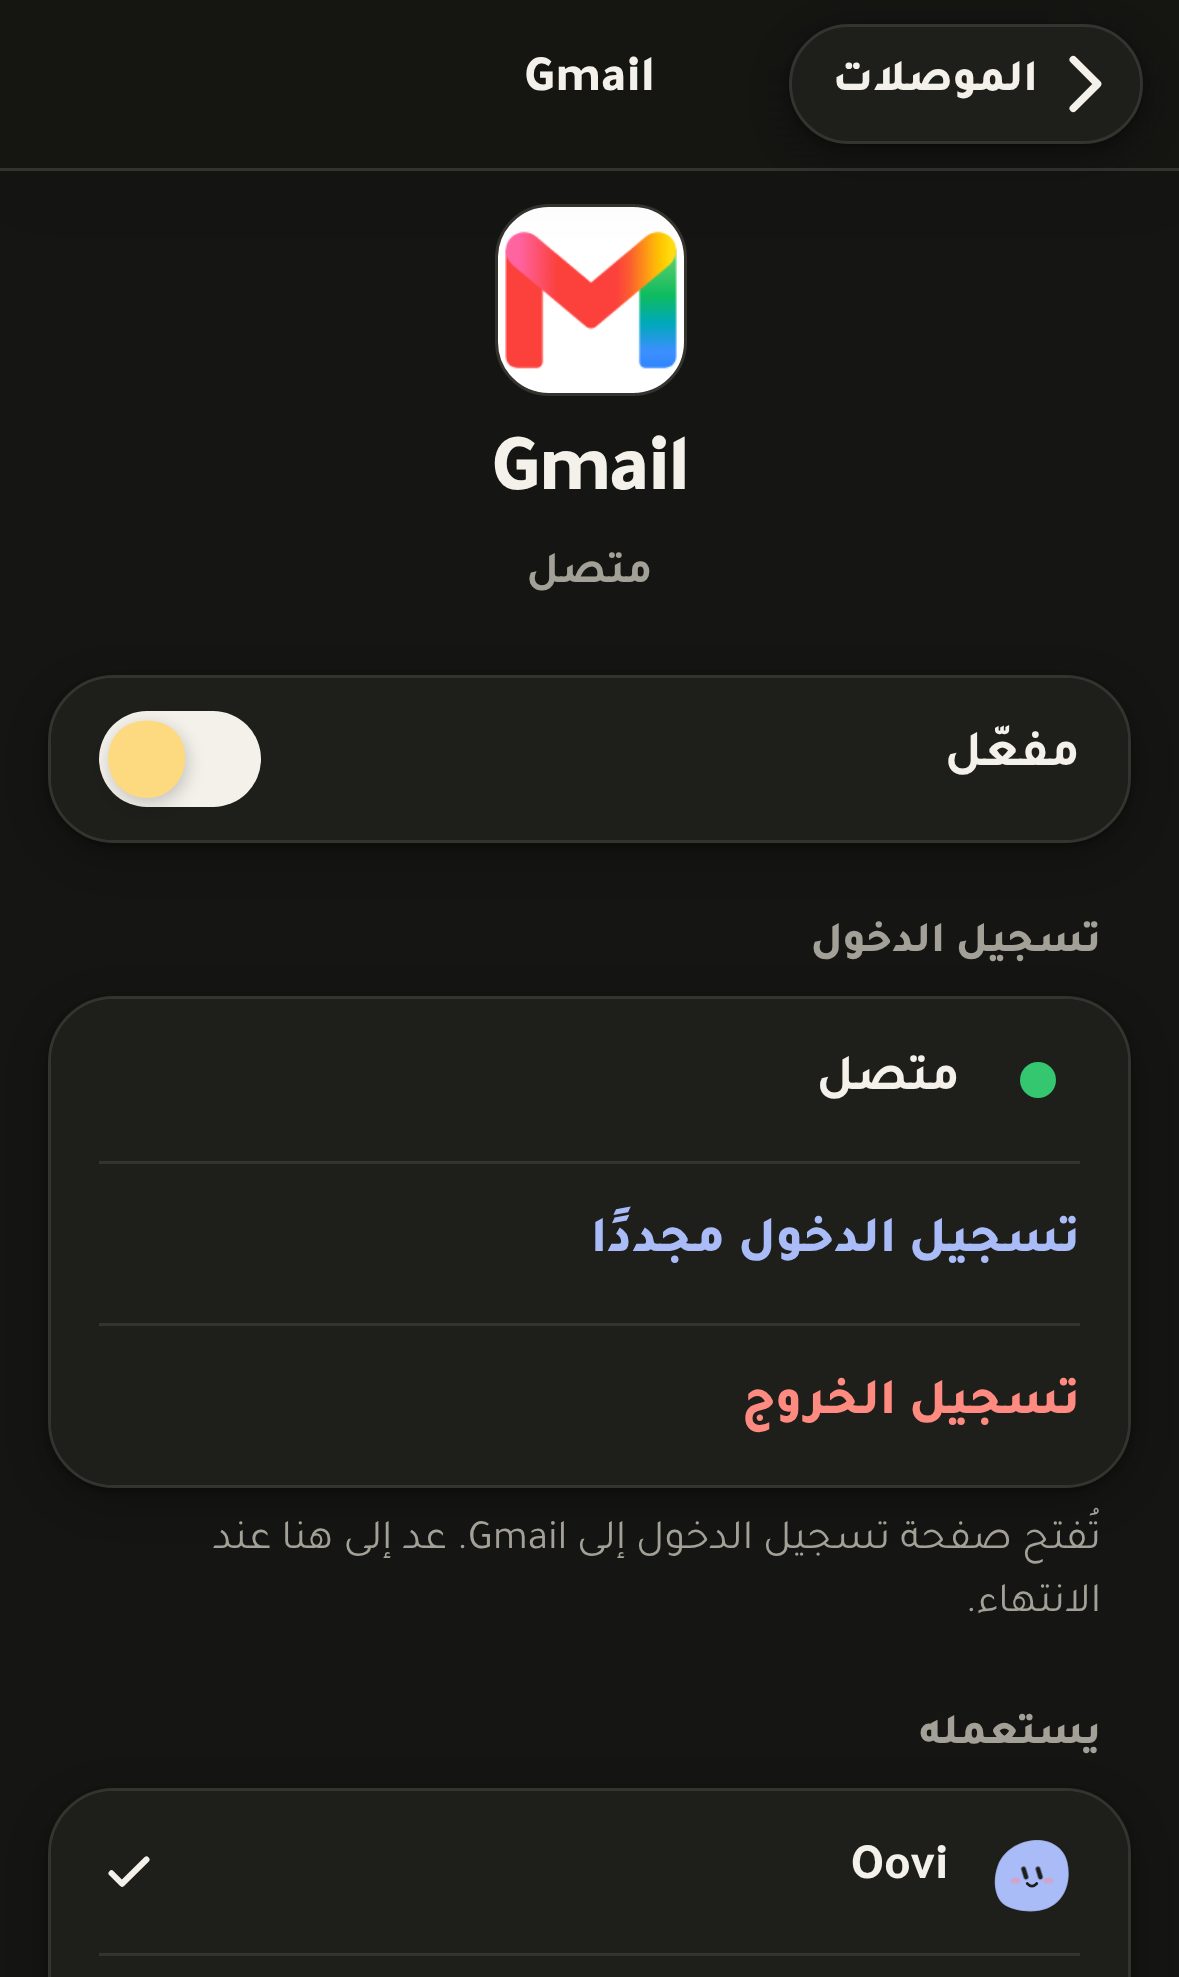 الموصلات
Gmail
Gmail
متصل
مفعّل
تسجيل الدخول
متصل
تسجيل الدخول مجددًا
تسجيل الخروج
تُفتح صفحة تسجيل الدخول إلى Gmail. عد إلى هنا عند
الانتهاء.
يستعمله
Oovi